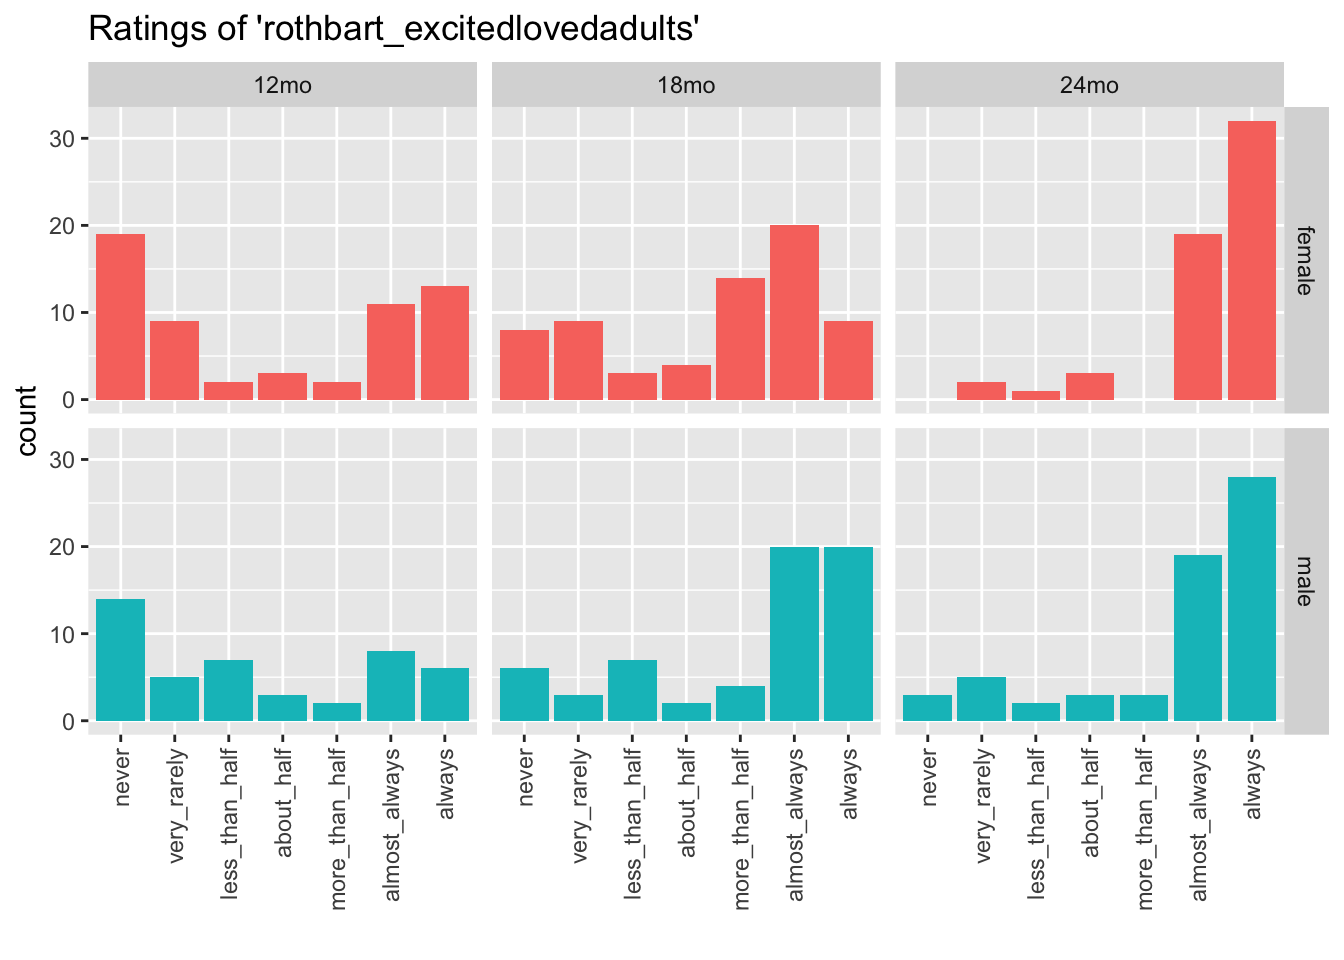 Ratings of 'rothbart_excitedlovedadults'
12mo
18mo
24mo
30
20
10
0
female
count
30
20
10
0
male
never
very_rarely
less_than_half
about_half
more_than_half
almost_always
always
never
very_rarely
less_than_half
about_half
more_than_half
almost_always
always
never
very_rarely
less_than_half
about_half
more_than_half
almost_always
always